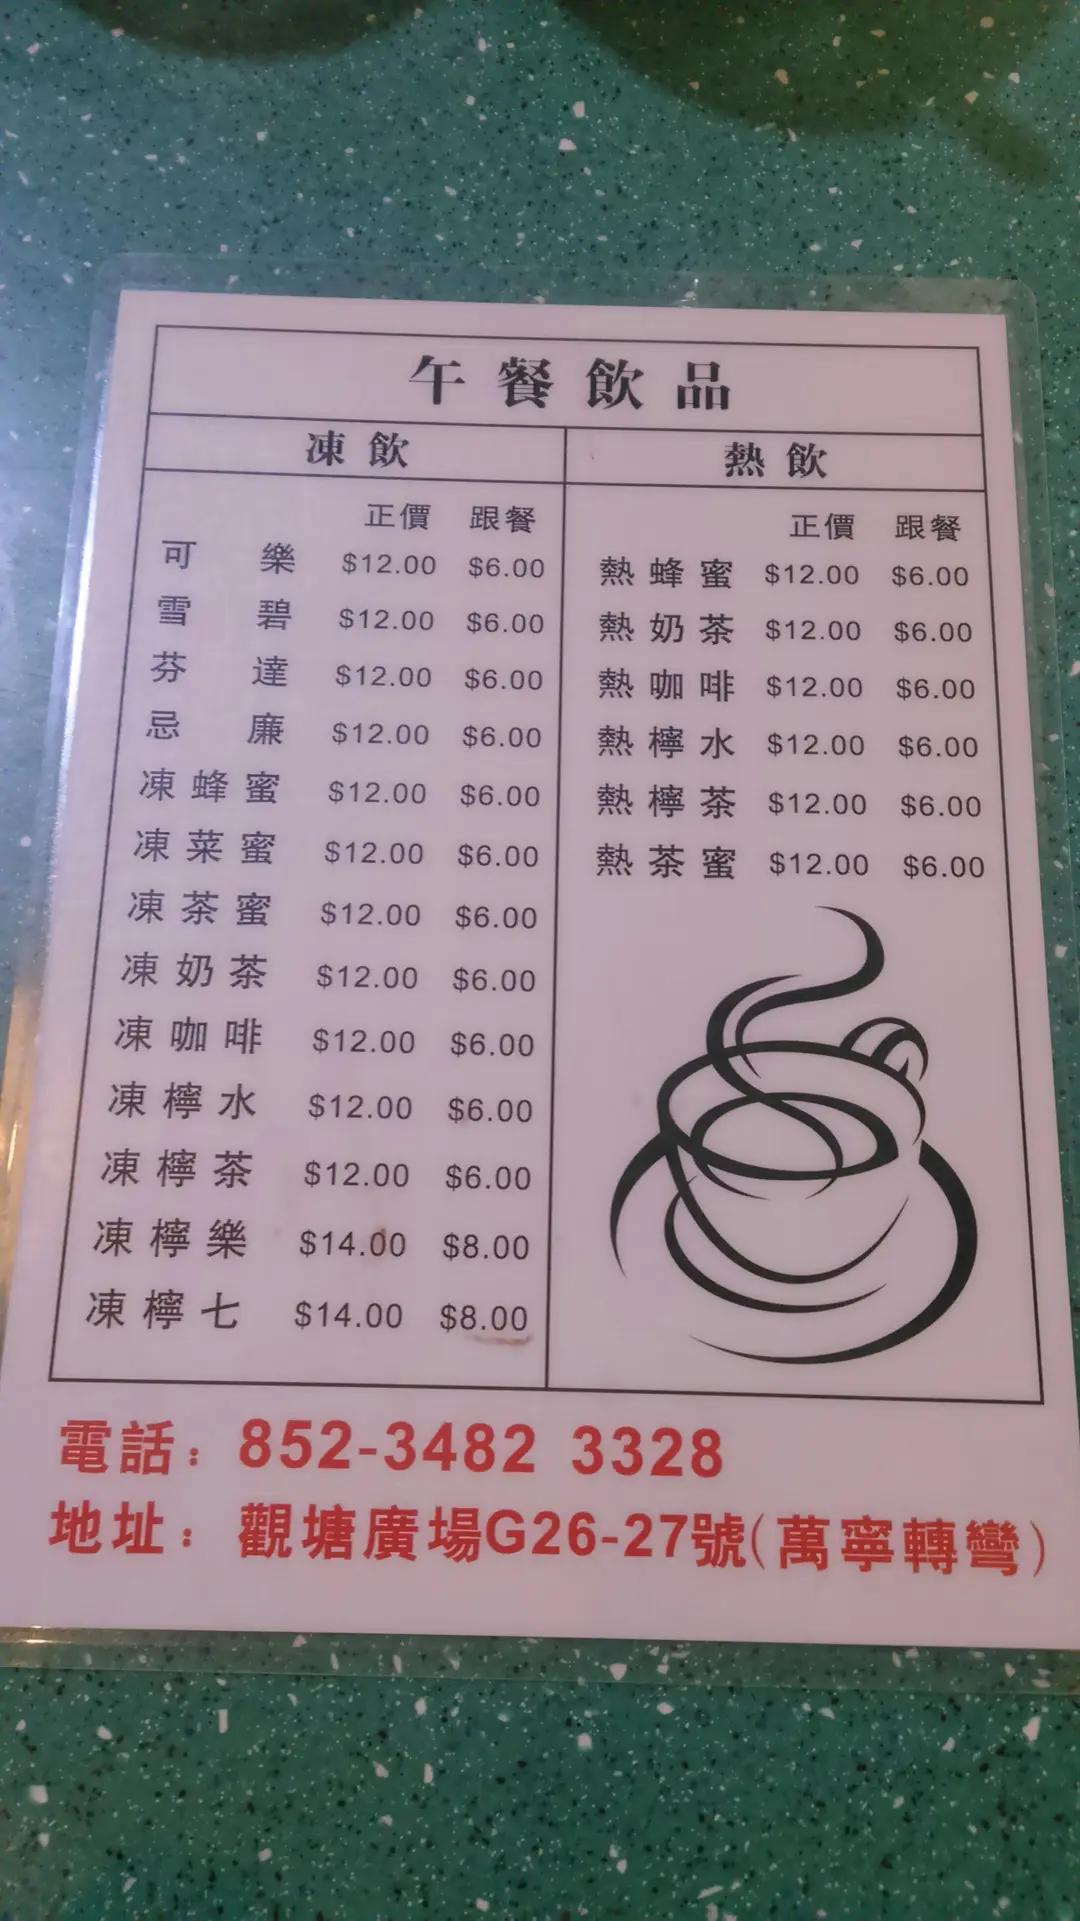 午餐飲品
凍飲
正價 跟餐
可樂 $12.00 $6.00
雪碧 $12.00 $6.00
芬達 $12.00 $6.00
忌廉 $12.00 $6.00
凍蜂蜜 $12.00 $6.00
凍菜蜜 $12.00 $6.00
凍茶蜜 $12.00 $6.00
凍奶茶 $12.00 $6.00
凍咖啡 $12.00 $6.00
凍檸水 $12.00 $6.00
凍檸茶 $12.00 $6.00
凍檸樂 $14.00 $8.00
凍檸七 $14.00 $8.00
熱飲
正價 跟餐
熱蜂蜜 $12.00 $6.00
熱奶茶 $12.00 $6.00
熱咖啡 $12.00 $6.00
熱檸水 $12.00 $6.00
熱檸茶 $12.00 $6.00
熱茶蜜 $12.00 $6.00
電話：852-3482 3328
地址：觀塘廣場G26-27號(萬寧轉彎)